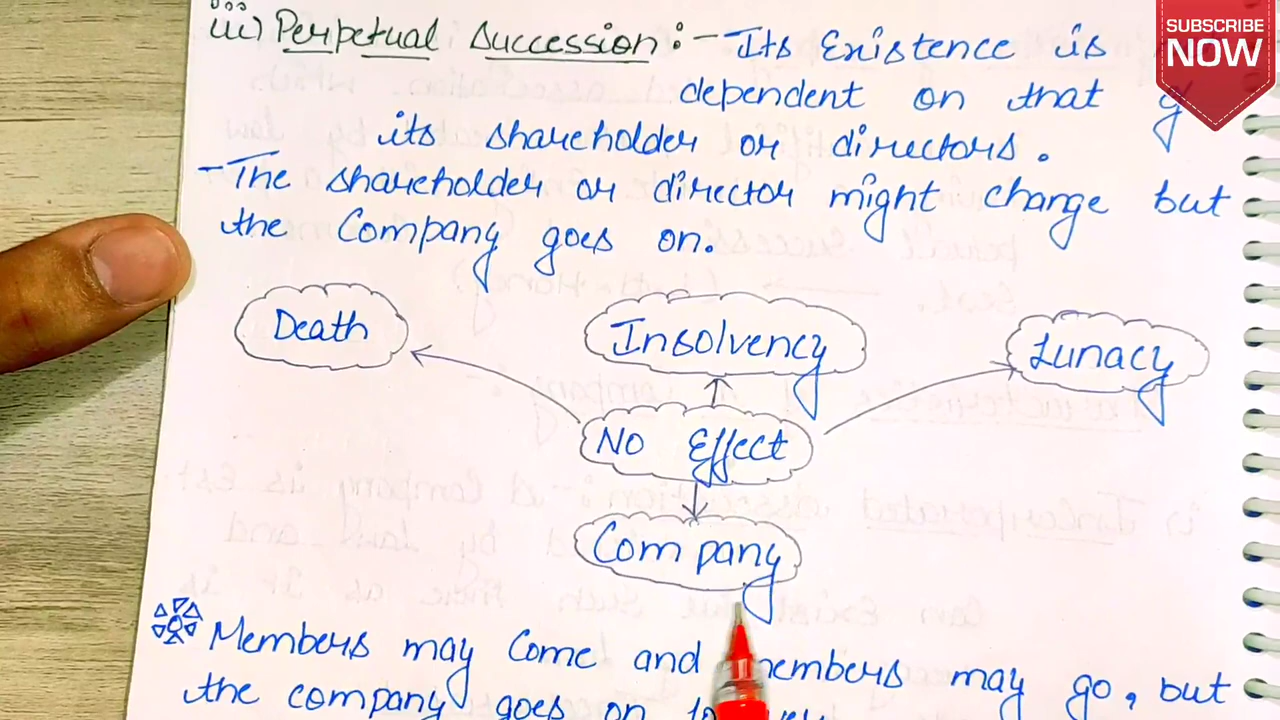 iii) Perpetual Succession :- Its Existence is
SUBSCRIBE
NOW
dependent on that
its shareholder or directors.
- The shareholder or director might change but
the Company goes on.
Death
Insolvency
Lunacy
No Effect
Company
Members may Come and members may go, but
the company goes on